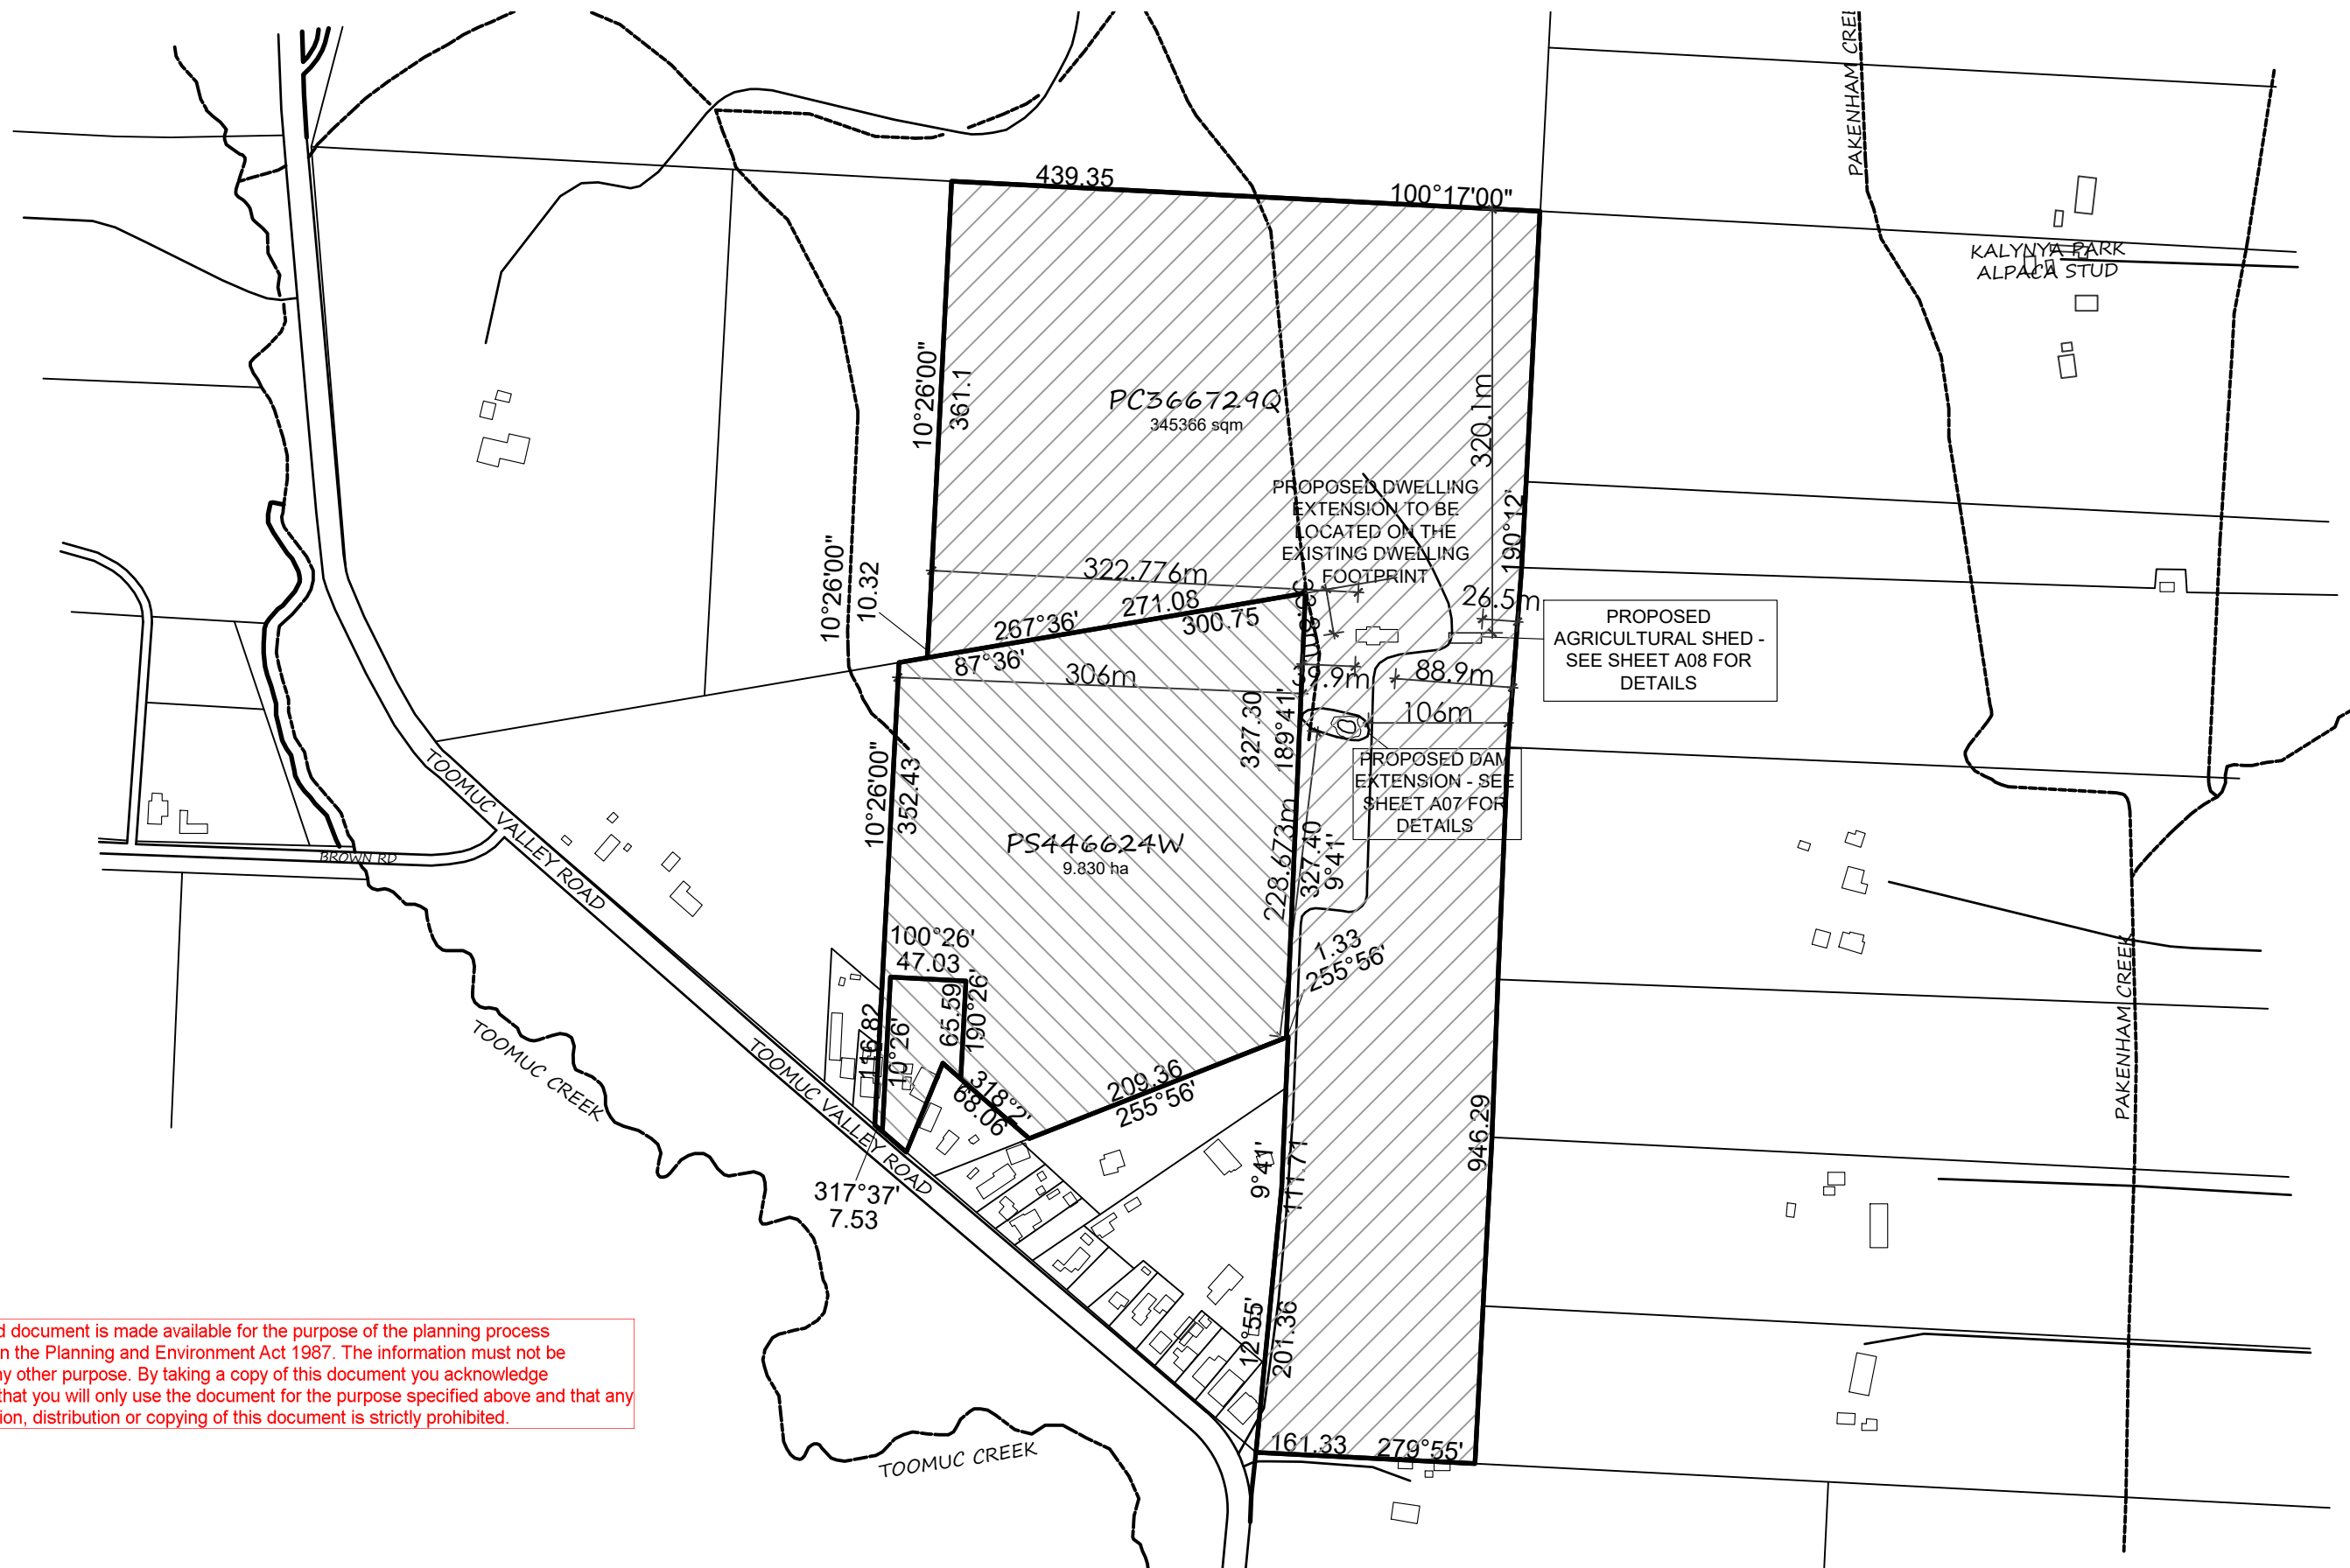 PAKENHAM CREEK
439.35
100°17'00"
KALYNYA PARK
ALPACA STUD
10°26'00"
361.1
PC366729Q
345366 sqm
320.1m
190°12'
PROPOSED DWELLING
EXTENSION TO BE
LOCATED ON THE
EXISTING DWELLING
FOOTPRINT
10°26'00"
10.32
322.776m
271.08
300.75
267°36'
87°36'
306m
26.5m
PROPOSED
AGRICULTURAL SHED -
SEE SHEET A08 FOR
DETAILS
39.9m
88.9m
106m
327.30
189°41'
PROPOSED DAM
EXTENSION - SEE
SHEET A07 FOR
DETAILS
10°26'00"
352.43
PS446624W
9.830 ha
228.673m
327.40
9°41'
TOOMUC VALLEY ROAD
BROWN RD
100°26'
47.03
65.59
190°26'
116.82
10°26'
1.33
255°56'
PAKENHAM CREEK
TOOMUC CREEK
TOOMUC VALLEY ROAD
318°2'
68.06
209.36
255°56'
9°41'
111.71
946.29
317°37'
7.53
12°55'
201.36
161.33
279°55'
TOOMUC CREEK
d document is made available for the purpose of the planning process
n the Planning and Environment Act 1987. The information must not be
ny other purpose. By taking a copy of this document you acknowledge
that you will only use the document for the purpose specified above and that any
ion, distribution or copying of this document is strictly prohibited.